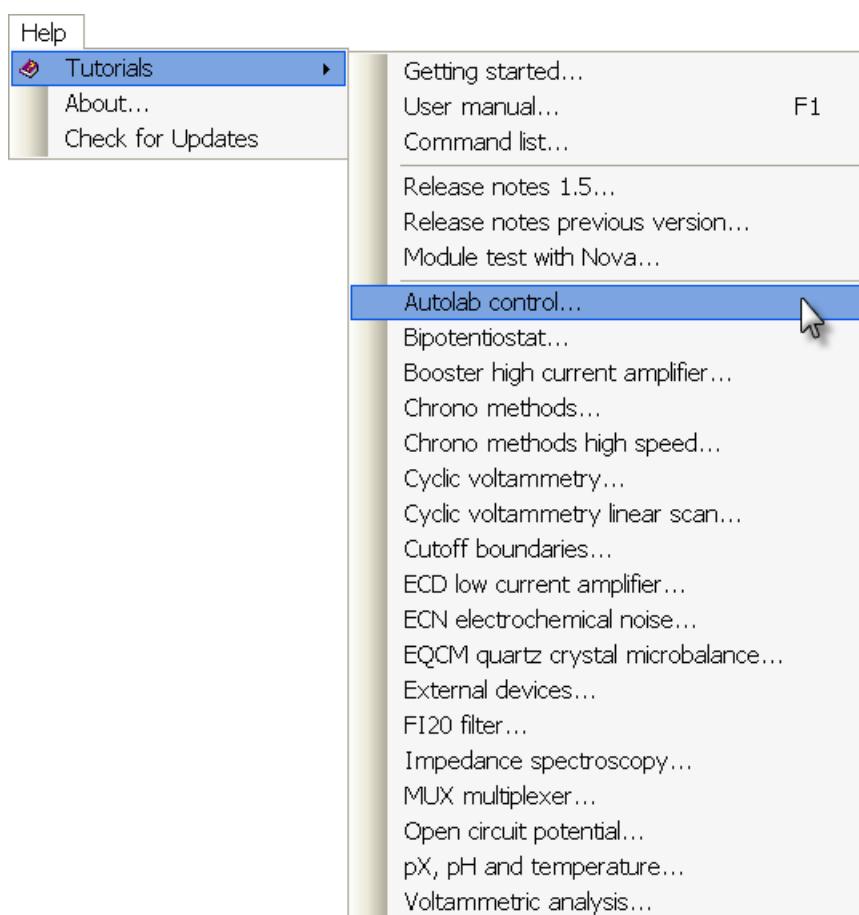 Help
Tutorials
About...
Check for Updates
Getting started...
User manual... F1
Command list...
Release notes 1.5...
Release notes previous version...
Module test with Nova...
Autolab control...
Bipotentiostat...
Booster high current amplifier...
Chrono methods...
Chrono methods high speed...
Cyclic voltammetry...
Cyclic voltammetry linear scan...
Cutoff boundaries...
ECD low current amplifier...
ECN electrochemical noise...
EQCM quartz crystal microbalance...
External devices...
FI20 filter...
Impedance spectroscopy...
MUX multiplexer...
Open circuit potential...
pX, pH and temperature...
Voltammetric analysis...